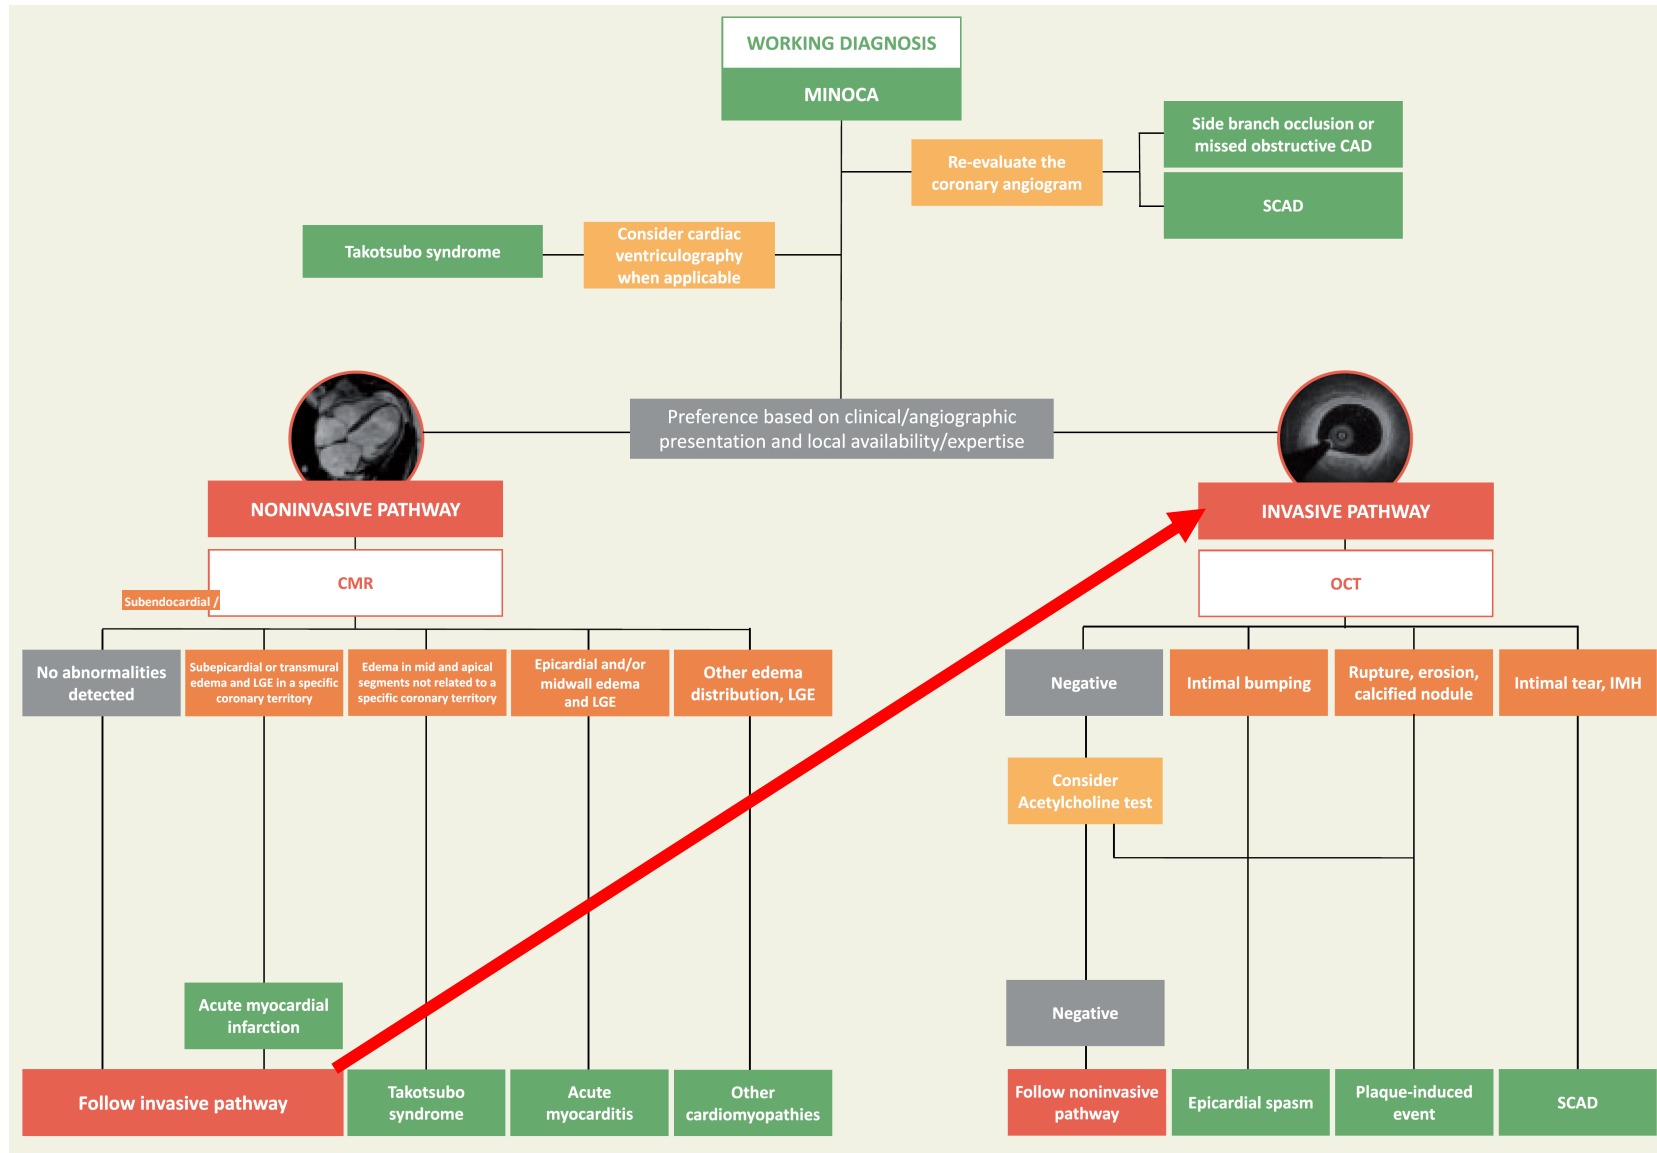 WORKING DIAGNOSIS
MINOCA
Side branch occlusion or
missed obstructive CAD
Re-evaluate the
coronary angiogram
SCAD
Consider cardiac
ventriculography
when applicable
Takotsubo syndrome
Preference based on clinical/angiographic
presentation and local availability/expertise
NONINVASIVE PATHWAY
CMR
Subendocardial /
No abnormalities
detected
Subepicardial or transmural
edema and LGE in a specific
coronary territory
Edema in mid and apical
segments not related to a
specific coronary territory
Epicardial and/or
midwall edema
and LGE
Other edema
distribution, LGE
Acute myocardial
infarction
Follow invasive pathway
Takotsubo
syndrome
Acute
myocarditis
Other
cardiomyopathies
INVASIVE PATHWAY
OCT
Negative
Intimal bumping
Rupture, erosion,
calcified nodule
Intimal tear, IMH
Consider
Acetylcholine test
Negative
Follow noninvasive
pathway
Epicardial spasm
Plaque-induced
event
SCAD